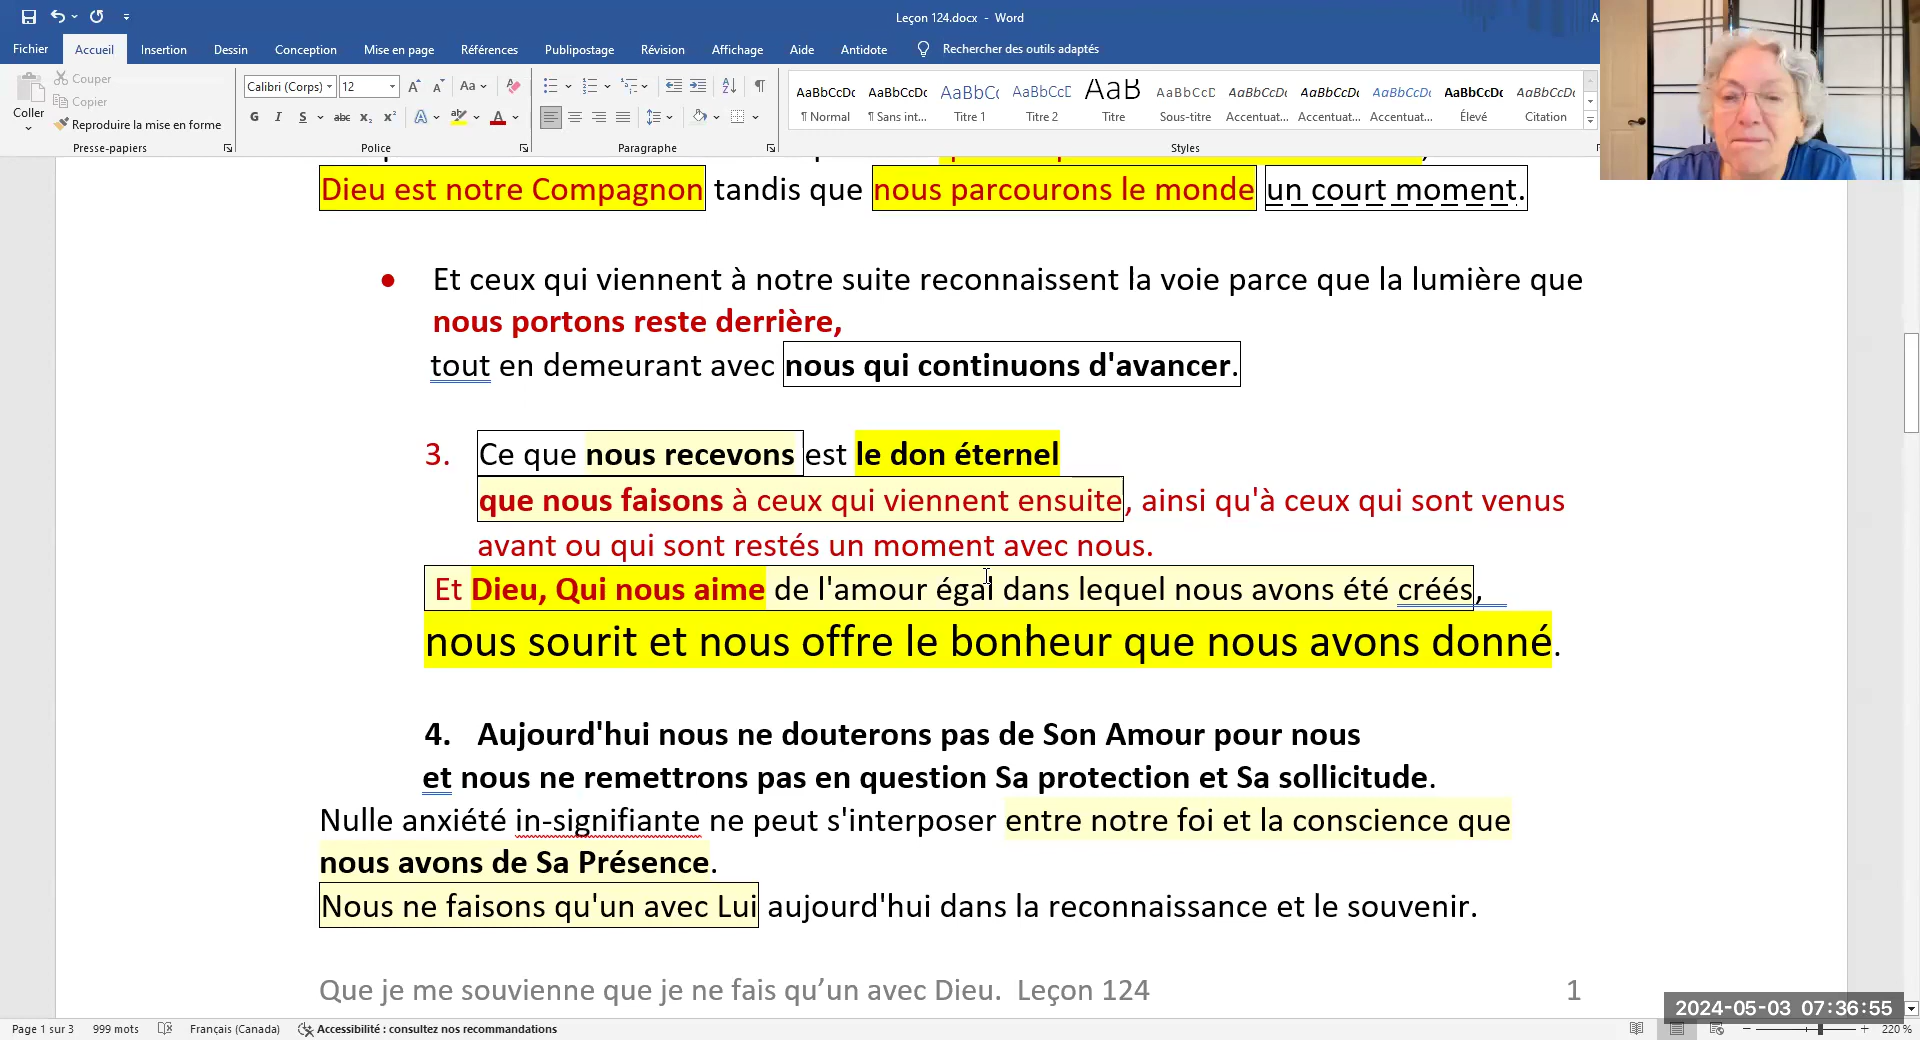 Leçon 124.docx - Word
Fichier Accueil Insertion Dessin Conception Mise en page Références Publipostage Révision Affichage Aide Antidote Rechercher des outils adaptés
Couper
Copier
Reproduire la mise en forme
Coller
Calibri (Corps) 12
G I S
AaBbCcDc AaBbCcDc AaBbCc AaBbCcC AaB AaBbCcC AaBbCcDc AaBbCcDc AaBbCcDc AaBbCcDc AaBbCcDc
¶ Normal ¶ Sans int... Titre 1 Titre 2 Titre Sous-titre Accentuat... Accentuat... Accentuat... Élevé Citation
Presse-papiers Police Paragraphe Styles
Dieu est notre Compagnon tandis que nous parcourons le monde un court moment.
• Et ceux qui viennent à notre suite reconnaissent la voie parce que la lumière que
nous portons reste derrière,
tout en demeurant avec nous qui continuons d'avancer.
3. Ce que nous recevons est le don éternel
que nous faisons à ceux qui viennent ensuite, ainsi qu'à ceux qui sont venus
avant ou qui sont restés un moment avec nous.
Et Dieu, Qui nous aime de l'amour égal dans lequel nous avons été créés,
nous sourit et nous offre le bonheur que nous avons donné.
4. Aujourd'hui nous ne douterons pas de Son Amour pour nous
et nous ne remettrons pas en question Sa protection et Sa sollicitude.
Nulle anxiété in-signifiante ne peut s'interposer entre notre foi et la conscience que
nous avons de Sa Présence.
Nous ne faisons qu'un avec Lui aujourd'hui dans la reconnaissance et le souvenir.
Que je me souvienne que je ne fais qu’un avec Dieu. Leçon 124 1
2024-05-03 07:36:55
Page 1 sur 3 999 mots Français (Canada) Accessibilité : consultez nos recommandations 220 %